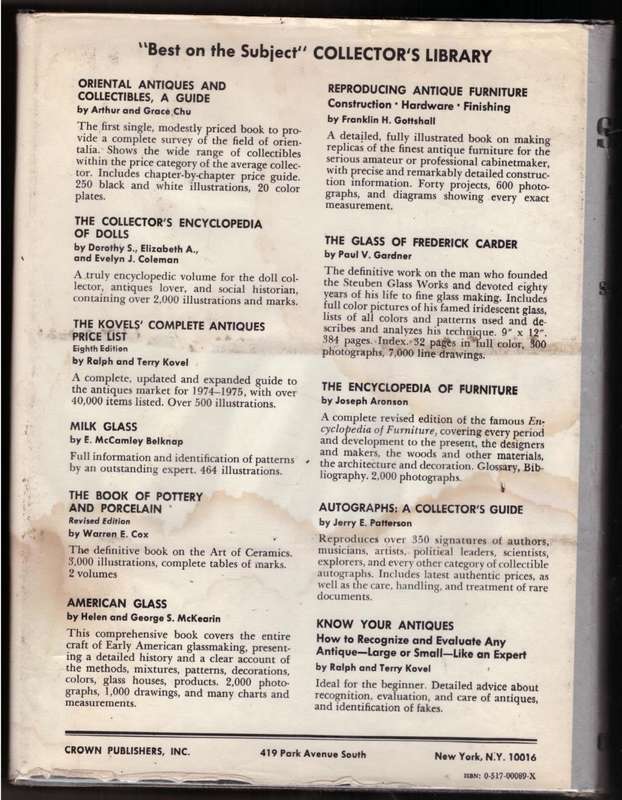 "Best on the Subject" COLLECTOR'S LIBRARY
ORIENTAL ANTIQUES AND
COLLECTIBLES, A GUIDE
by Arthur and Grace Chu
The first single, modestly priced book to pro-
vide a complete survey of the field of orien-
talia. Shows the wide range of collectibles
within the price category of the average collec-
tor. Includes chapter-by-chapter price guide.
250 black and white illustrations, 20 color
plates.
THE COLLECTOR'S ENCYCLOPEDIA
OF DOLLS
by Dorothy S., Elizabeth A.,
and Evelyn J. Coleman
A truly encyclopedic volume for the doll col-
lector, antiques lover, and social historian,
containing over 2,000 illustrations and marks.
THE KOVELS' COMPLETE ANTIQUES
PRICE LIST
Eighth Edition
by Ralph and Terry Kovel
A complete, updated and expanded guide to
the antiques market for 1974–1975, with over
40,000 items listed. Over 500 illustrations.
MILK GLASS
by E. McCamley Belknap
Full information and identification of patterns
by an outstanding expert. 464 illustrations.
THE BOOK OF POTTERY
AND PORCELAIN
Revised Edition
by Warren E. Cox
The definitive book on the Art of Ceramics.
3,000 illustrations, complete tables of marks.
2 volumes
AMERICAN GLASS
by Helen and George S. McKearin
This comprehensive book covers the entire
craft of Early American glassmaking, present-
ing a detailed history and a clear account of
the methods, mixtures, patterns, decorations,
colors, glass houses, products. 2,000 photo-
graphs, 1,000 drawings, and many charts and
measurements.
REPRODUCING ANTIQUE FURNITURE
Construction · Hardware · Finishing
by Franklin H. Gottshall
A detailed, fully illustrated book on making
replicas of the finest antique furniture for the
serious amateur or professional cabinetmaker,
with precise and remarkably detailed construc-
tion information. Forty projects, 600 photo-
graphs, and diagrams showing every exact
measurement.
THE GLASS OF FREDERICK CARDER
by Paul V. Gardner
The definitive work on the man who founded
the Steuben Glass Works and devoted eighty
years of his life to fine glass making. Includes
full color pictures of his famed iridescent glass,
lists of all colors and patterns used and de-
scribes and analyzes his technique. 9" x 12".
384 pages. Index. 32 pages in full color, 300
photographs, 7,000 line drawings.
THE ENCYCLOPEDIA OF FURNITURE
by Joseph Aronson
A complete revised edition of the famous En-
cyclopedia of Furniture, covering every period
and development to the present, the designers
and makers, the woods and other materials,
the architecture and decoration. Glossary, Bib-
liography. 2,000 photographs.
AUTOGRAPHS: A COLLECTOR'S GUIDE
by Jerry E. Patterson
Reproduces over 350 signatures of authors,
musicians, artists, political leaders, scientists,
explorers, and every other category of collectible
autographs. Includes latest authentic prices, as
well as the care, handling, and treatment of rare
documents.
KNOW YOUR ANTIQUES
How to Recognize and Evaluate Any
Antique—Large or Small—Like an Expert
by Ralph and Terry Kovel
Ideal for the beginner. Detailed advice about
recognition, evaluation, and care of antiques,
and identification of fakes.
CROWN PUBLISHERS, INC. 419 Park Avenue South New York, N.Y. 10016
ISBN: 0-517-00089-X